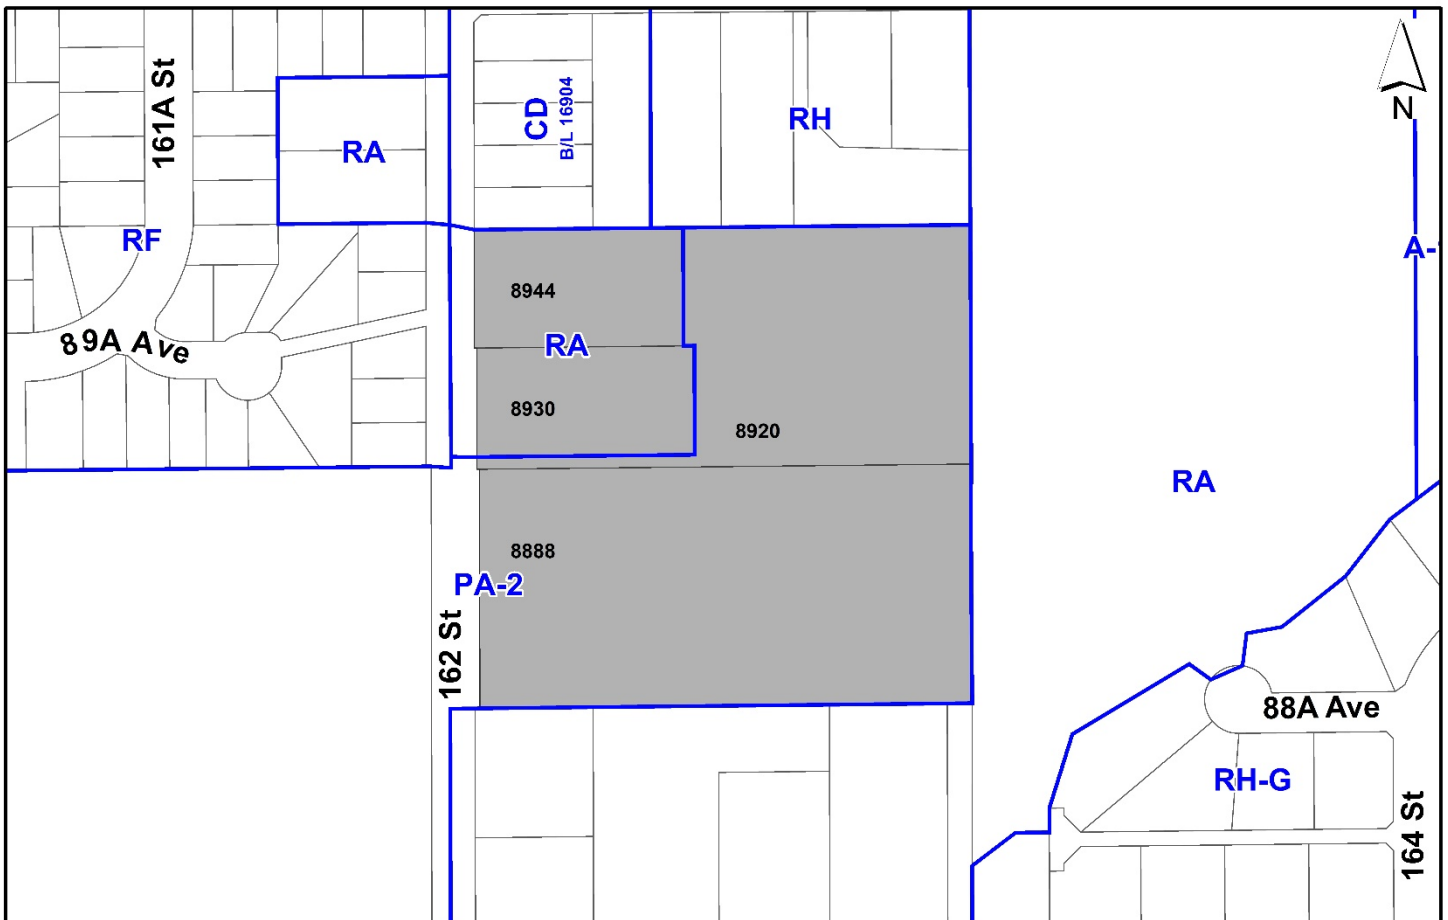 161A St
RA
CD
B/L 16904
RH
N
RF
A-
8944
89A Ave
RA
8930
8920
RA
8888
PA-2
162 St
88A Ave
RH-G
164 St